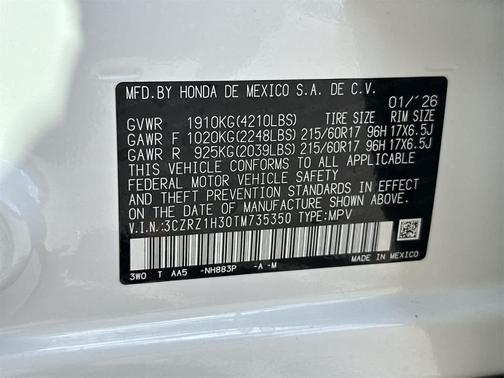 MFD. BY HONDA DE MEXICO S.A. DE C.V.
01/'26
GVWR 1910KG(4210LBS) TIRE SIZE RIM SIZE
GAWR F 1020KG(2248LBS) 215/60R17 96H 17X6.5J
GAWR R 925KG(2039LBS) 215/60R17 96H 17X6.5J
THIS VEHICLE CONFORMS TO ALL APPLICABLE
FEDERAL MOTOR VEHICLE SAFETY
AND THEFT PREVENTION STANDARDS IN EFFECT
ON THE DATE OF MANUFACTURE SHOWN ABOVE.
V.I.N.:3CZRZ1H30TM735350 TYPE:MPV
3W0 T AA5 -NH883P -A -M MADE IN MEXICO